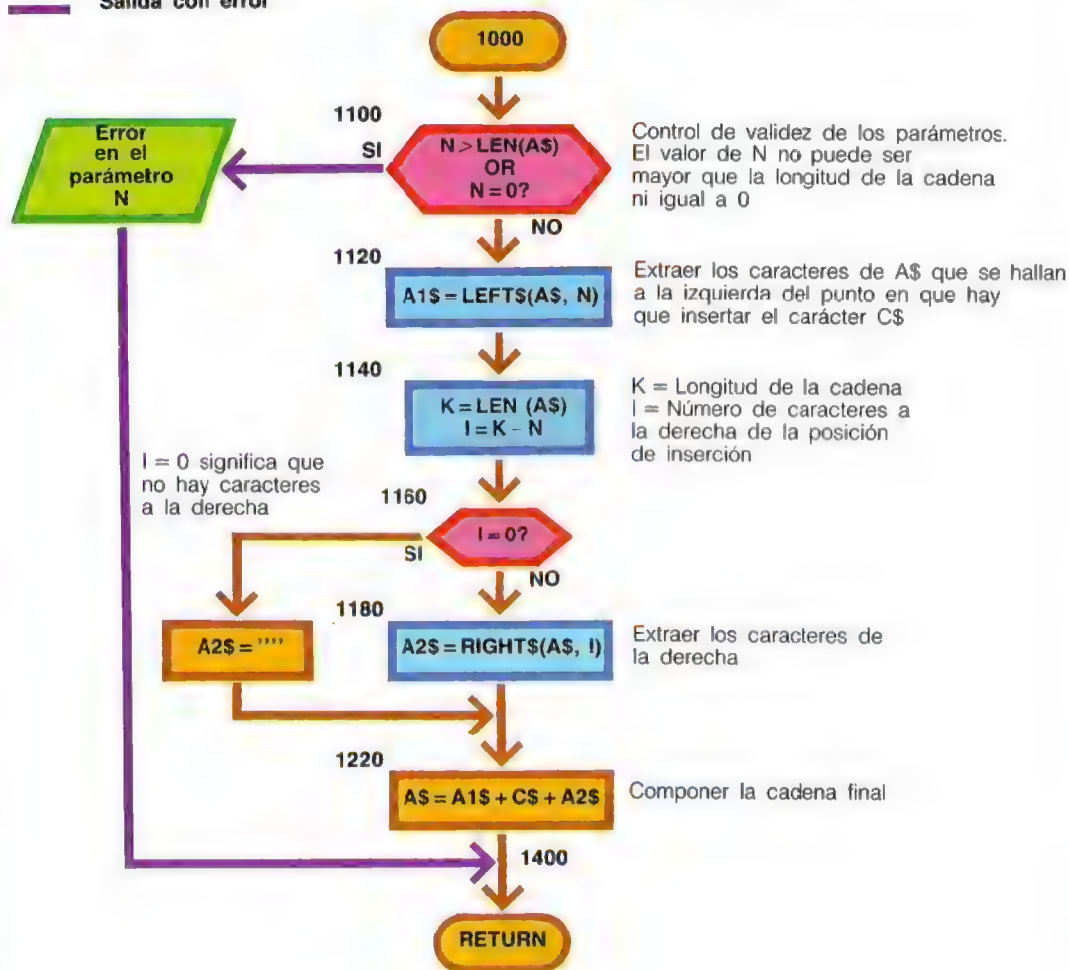 Salida con error
1000
1100
Error
en el
parámetro
N
SI
N > LEN(A$)
OR
N = 0?
Control de validez de los parámetros.
El valor de N no puede ser
mayor que la longitud de la cadena
ni igual a 0
NO
1120
A1$ = LEFT$(A$, N)
Extraer los caracteres de A$ que se hallan
a la izquierda del punto en que hay
que insertar el carácter C$
1140
K = LEN (A$)
I = K – N
K = Longitud de la cadena
I = Número de caracteres a
la derecha de la posición
de inserción
I = 0 significa que
no hay caracteres
a la derecha
1160
I = 0?
SI
NO
1180
A2$ = ””
A2$ = RIGHT$(A$, I)
Extraer los caracteres de
la derecha
1220
A$ = A1$ + C$ + A2$
Componer la cadena final
1400
RETURN